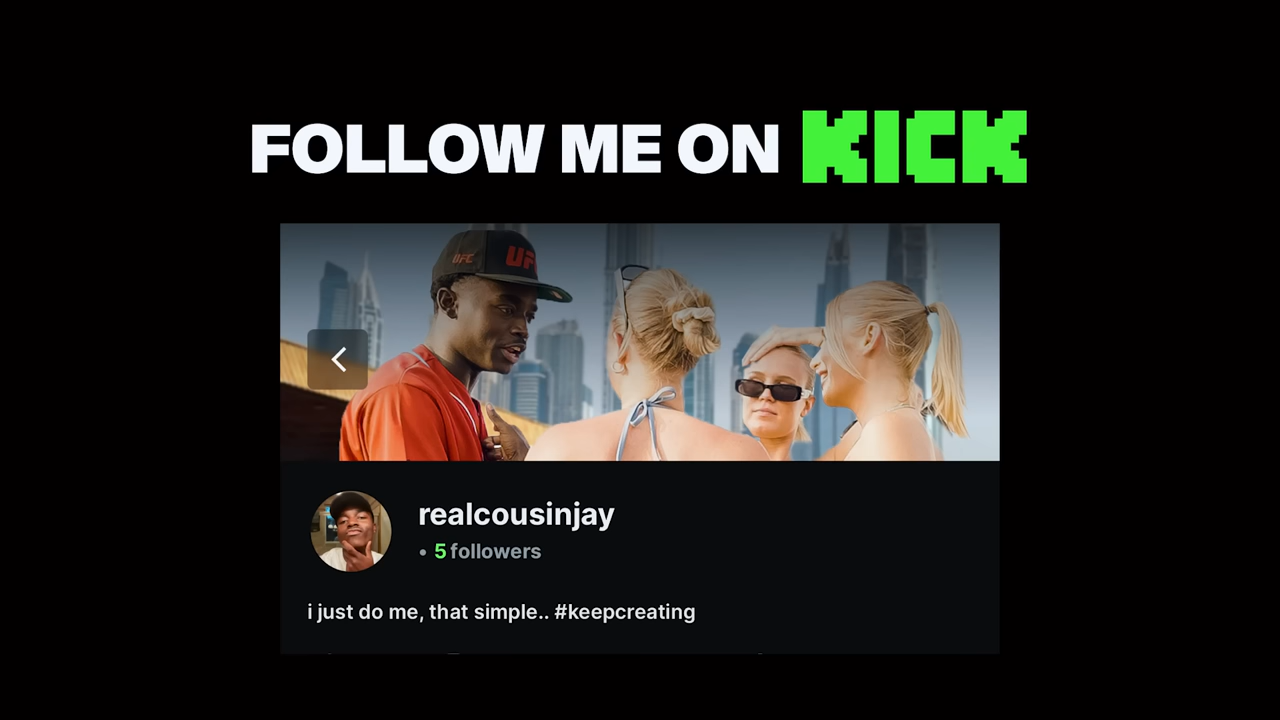 FOLLOW ME ON KICK
UFC UFC
realcousinjay
• 5 followers
i just do me, that simple.. #keepcreating